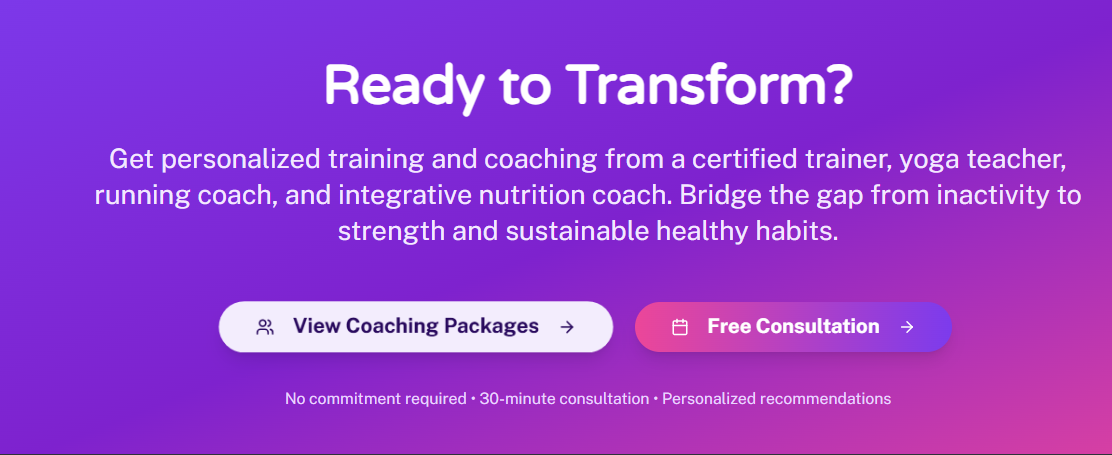 Ready to Transform?
Get personalized training and coaching from a certified trainer, yoga teacher,
running coach, and integrative nutrition coach. Bridge the gap from inactivity to
strength and sustainable healthy habits.
View Coaching Packages →
Free Consultation →
No commitment required • 30-minute consultation • Personalized recommendations